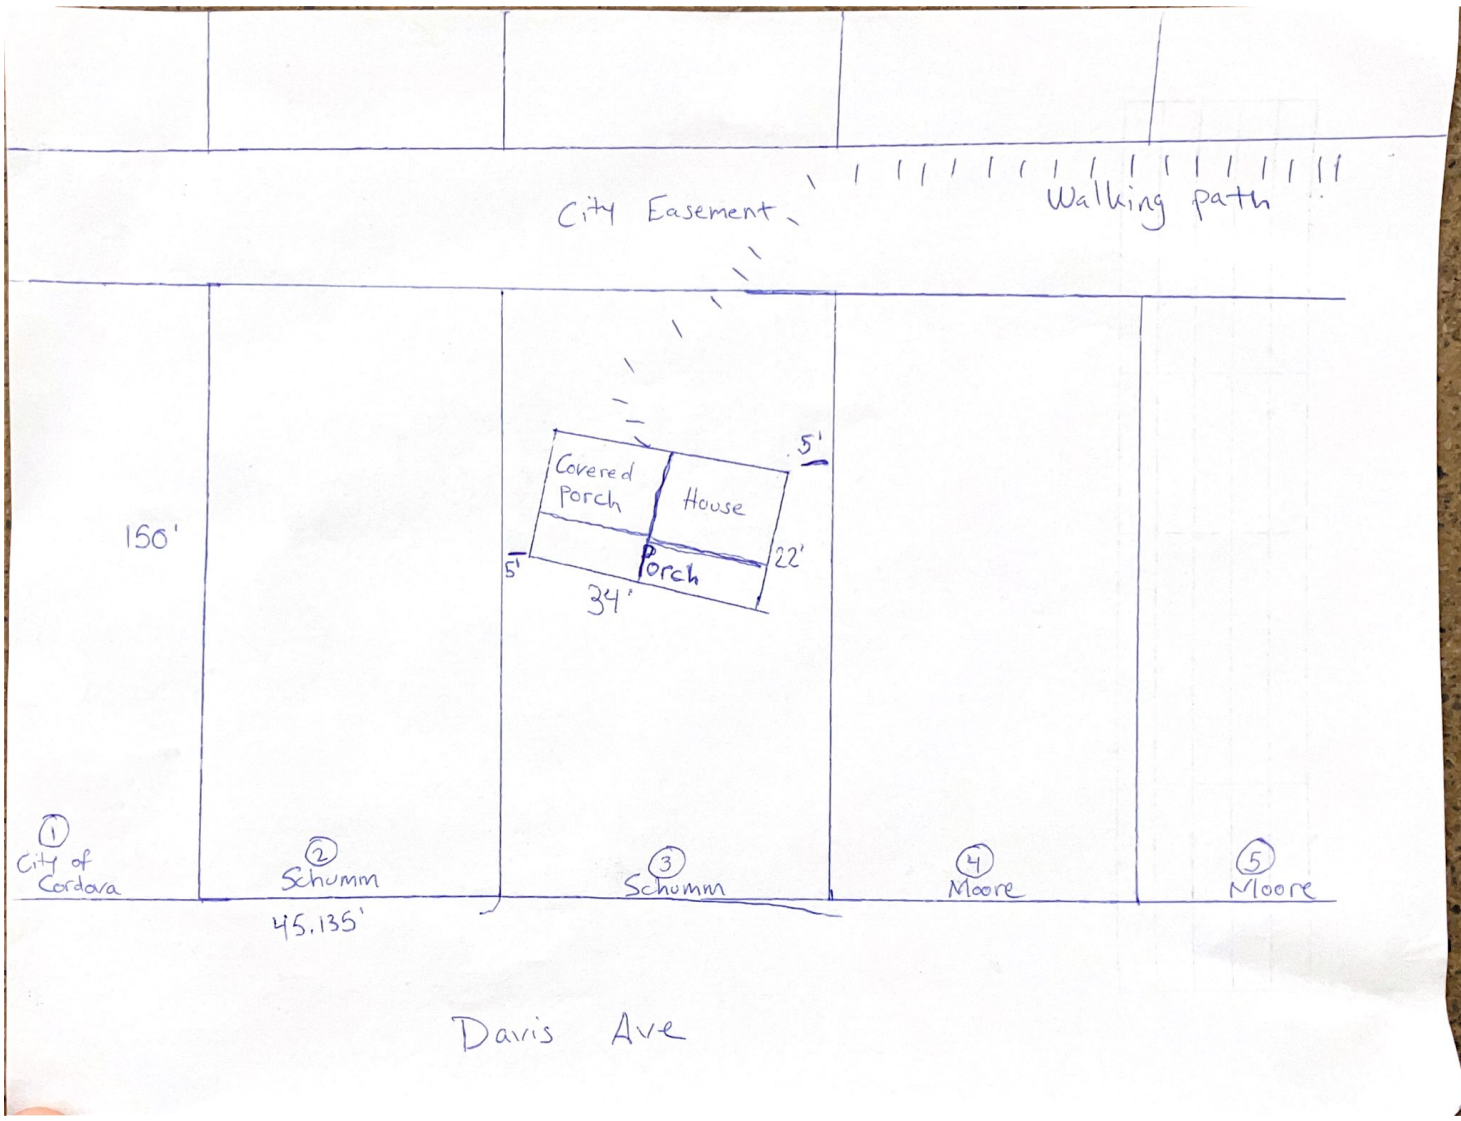 City Easement
Walking path
5'
Covered
Porch
House
150'
Porch
22'
5'
34'
1
City of
Cordova
2
Schumm
3
Schumm
4
Moore
5
Moore
45.135'
Davis Ave